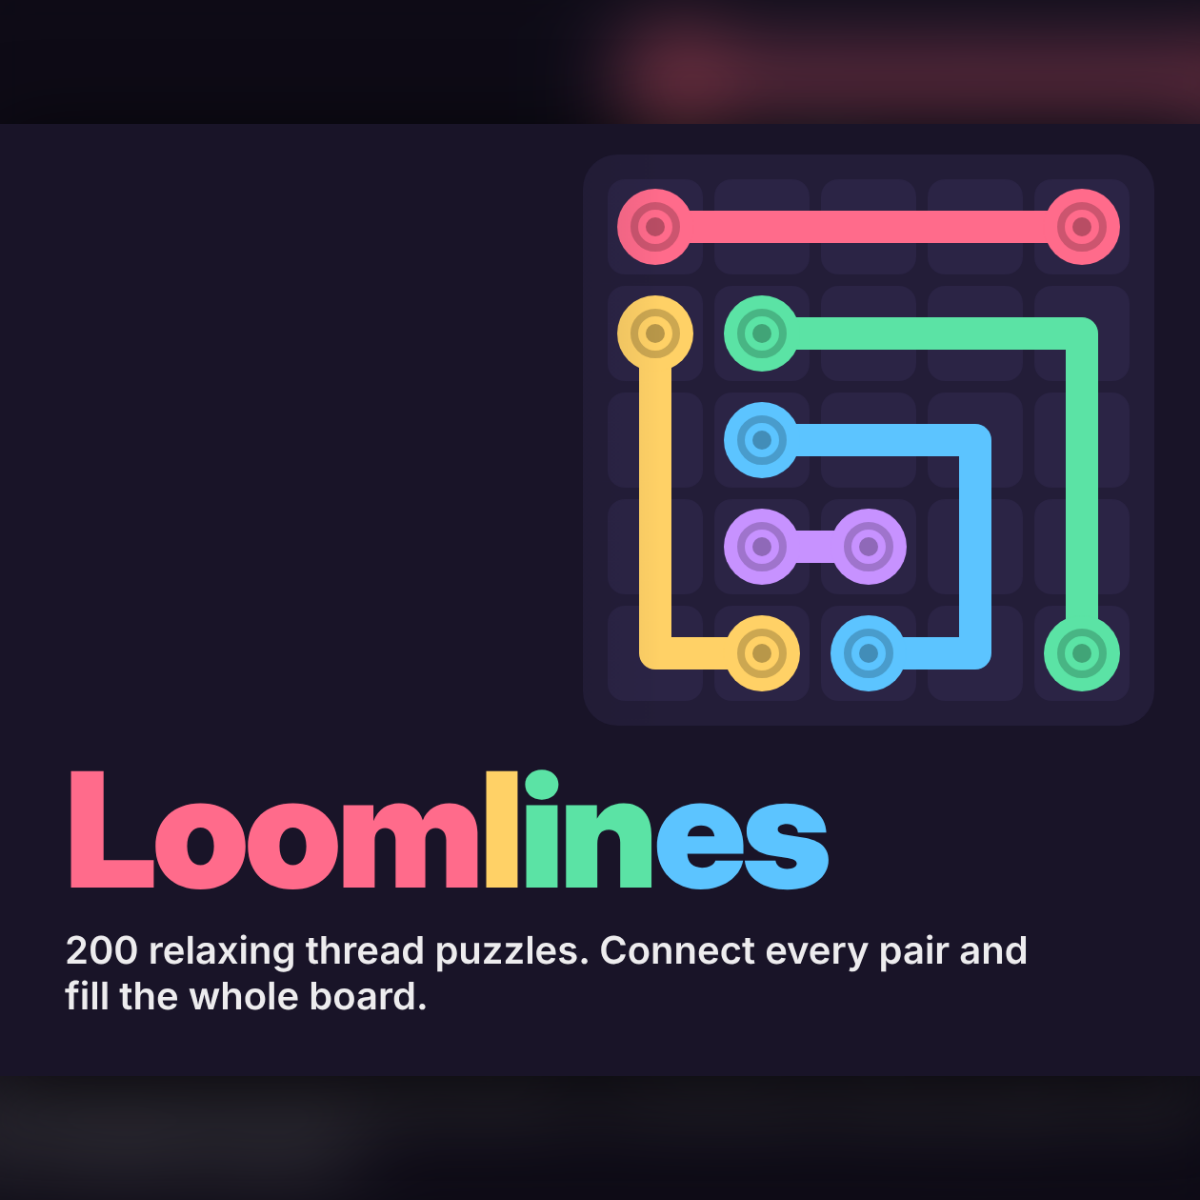 Loomlines
200 relaxing thread puzzles. Connect every pair and
fill the whole board.